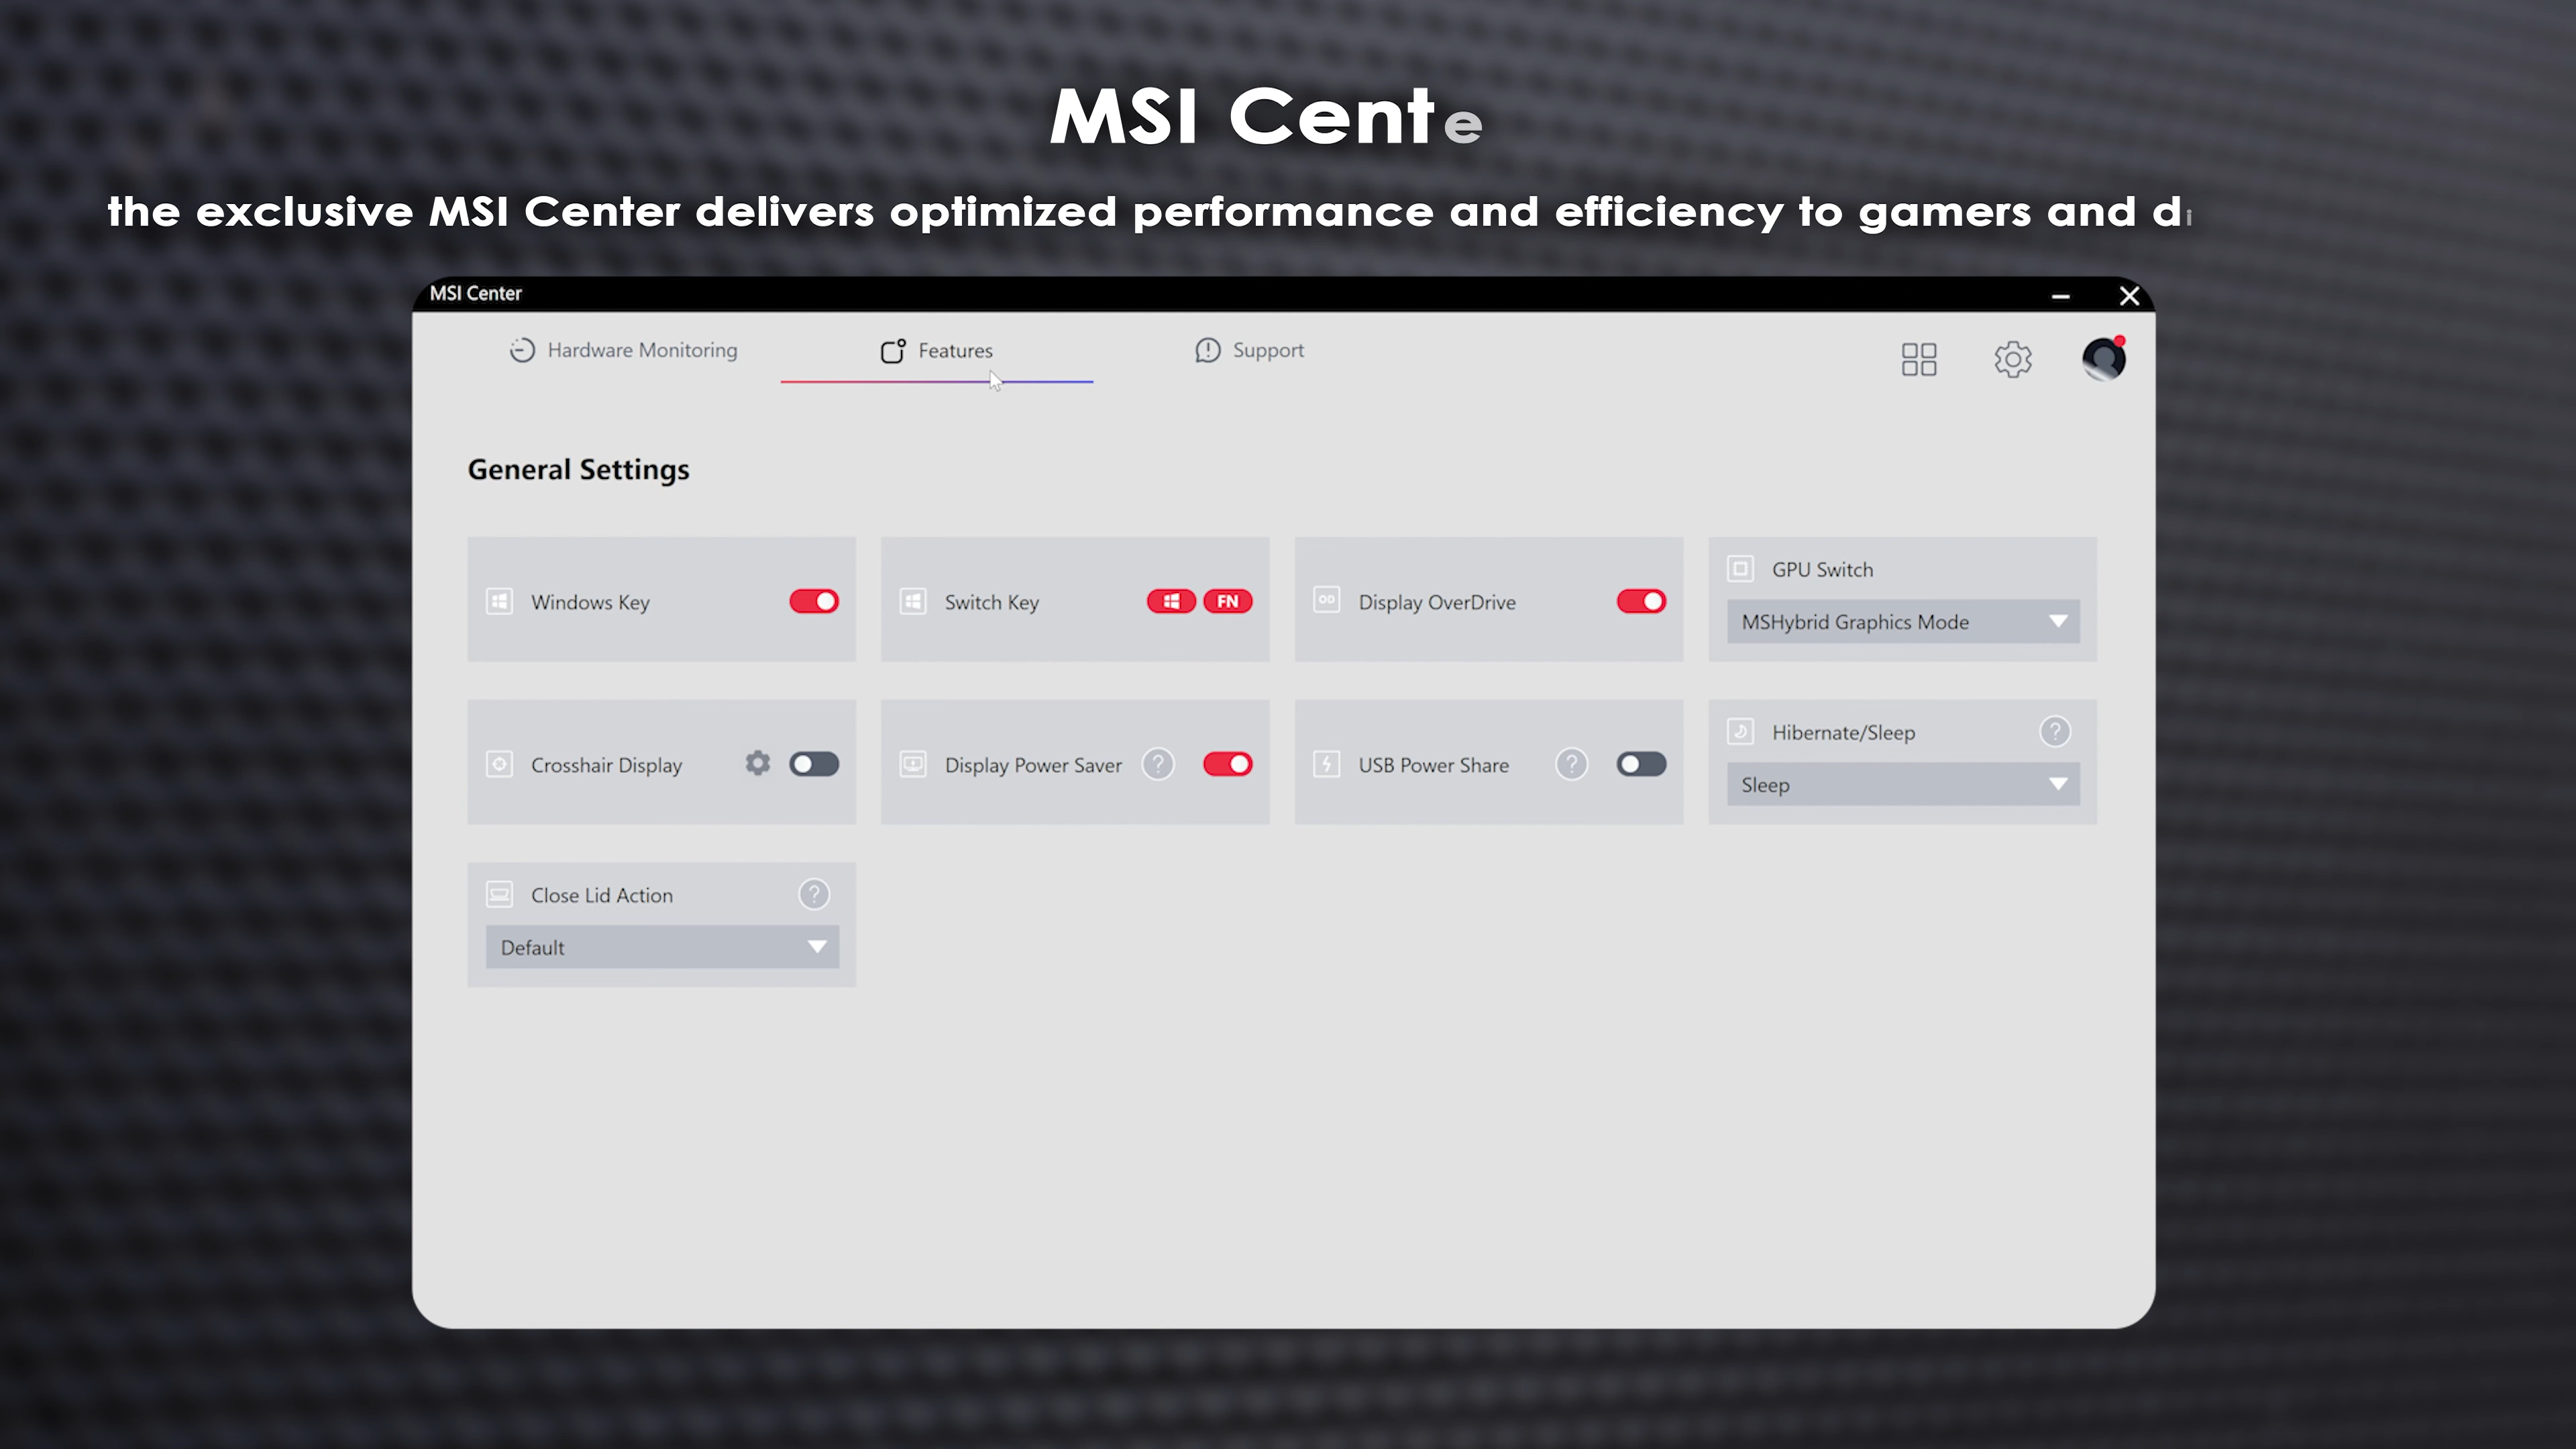 MSI Cente
the exclusive MSI Center delivers optimized performance and efficiency to gamers and di
MSI Center
Hardware Monitoring
Features
Support
General Settings
Windows Key
Switch Key
FN
Display OverDrive
GPU Switch
MSHybrid Graphics Mode
Crosshair Display
Display Power Saver
?
USB Power Share
?
Hibernate/Sleep
?
Sleep
Close Lid Action
?
Default